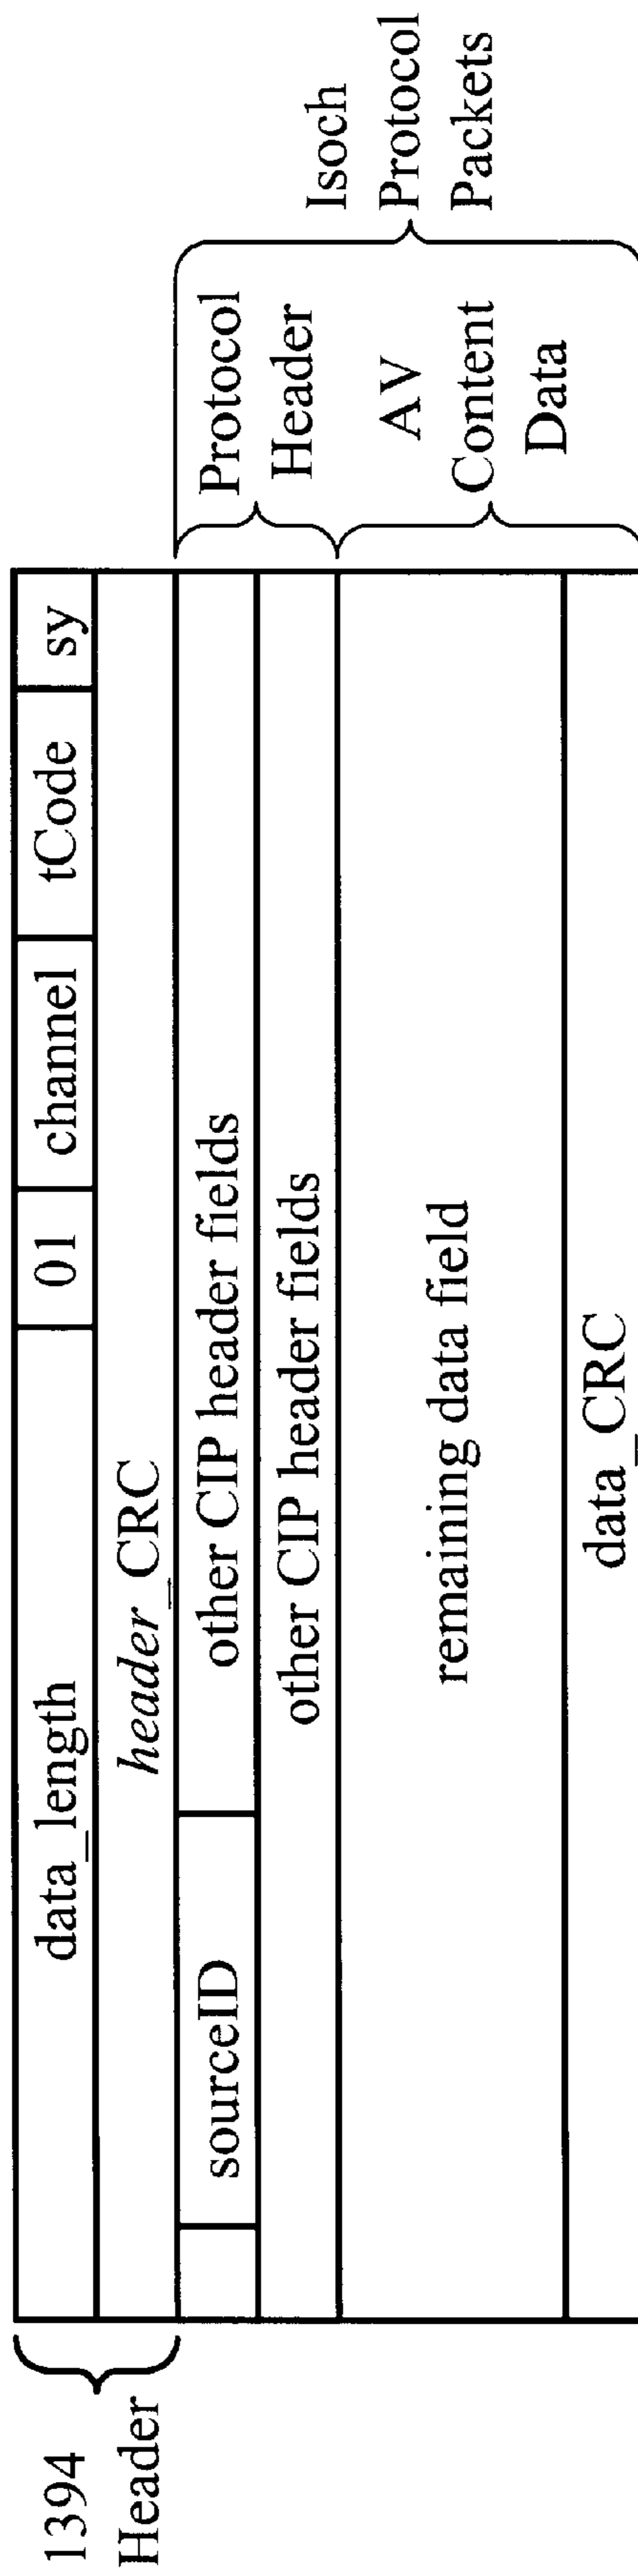 1394
Header
data_length
01
channel
tCode
sy
header_CRC
sourceID
other CIP header fields
other CIP header fields
remaining data field
data_CRC
Protocol
Header
AV
Content
Data
Isoch
Protocol
Packets